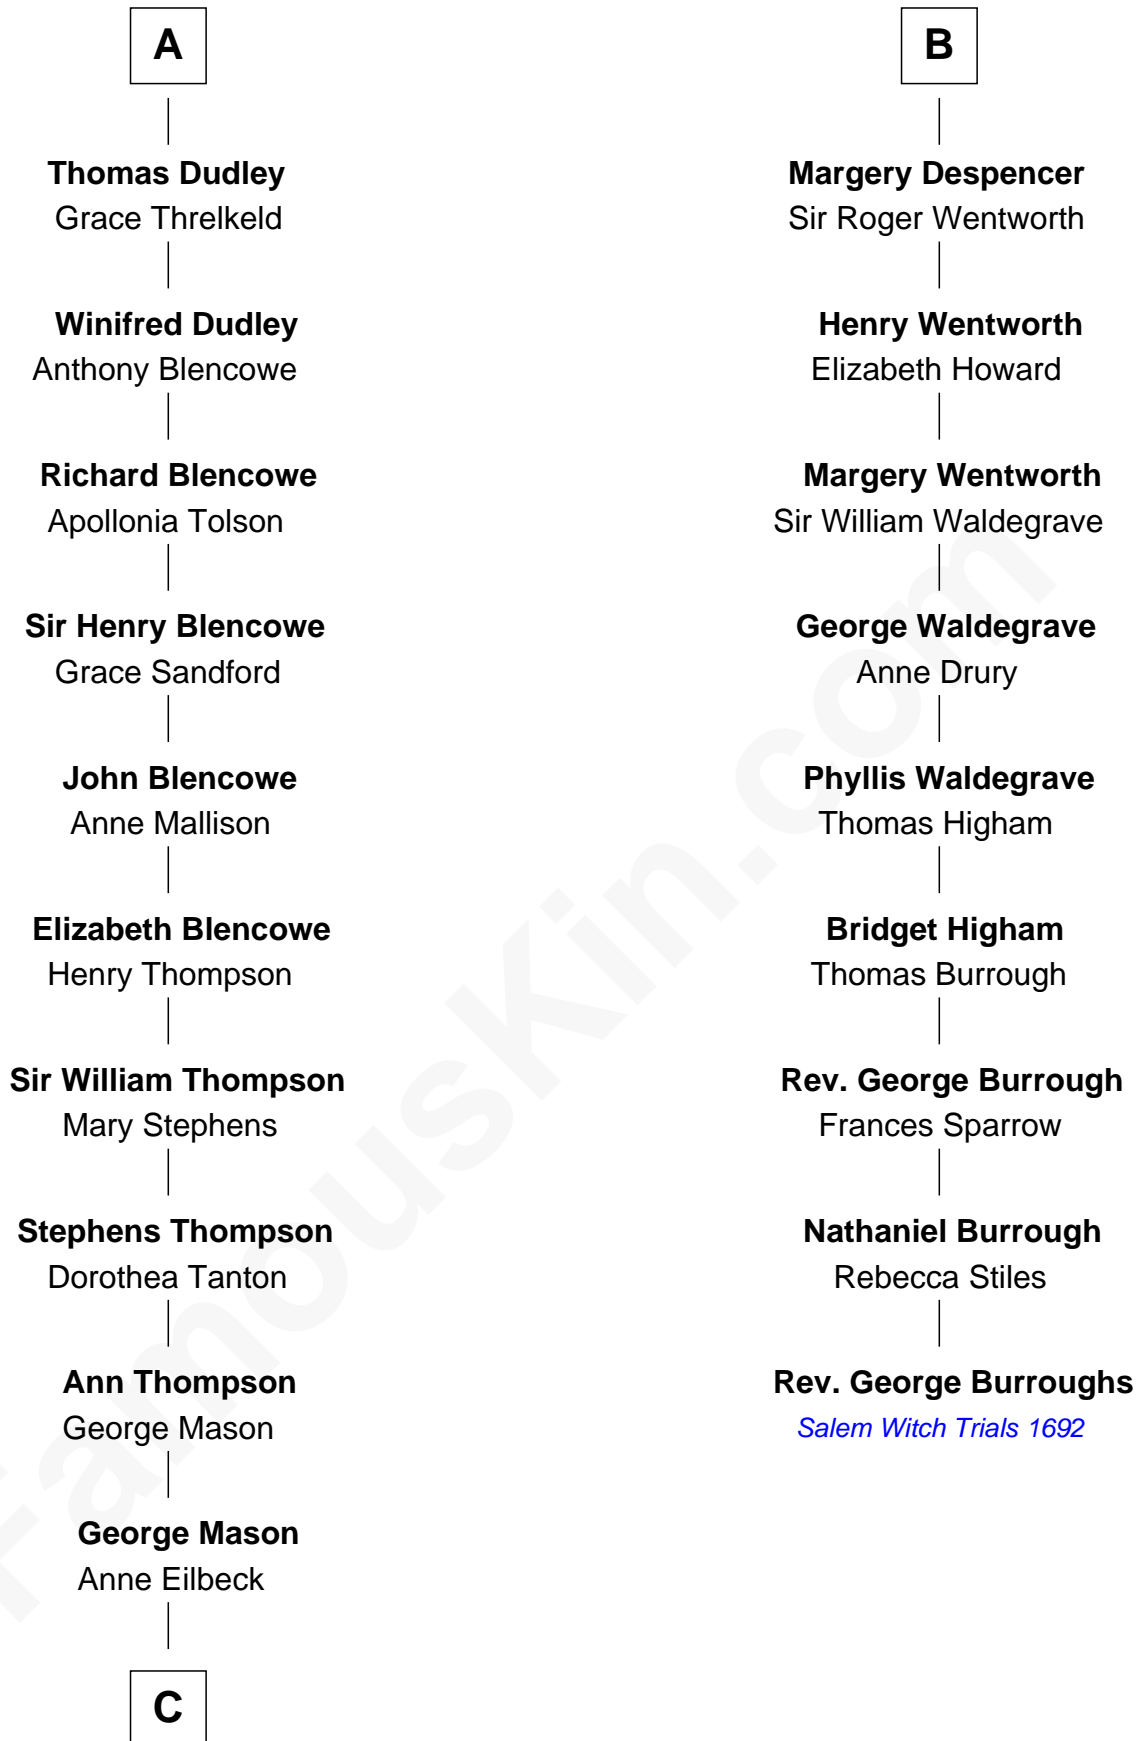 A
Thomas Dudley
Grace Threlkeld
Winifred Dudley
Anthony Blencowe
Richard Blencowe
Apollonia Tolson
Sir Henry Blencowe
Grace Sandford
John Blencowe
Anne Mallison
Elizabeth Blencowe
Henry Thompson
Sir William Thompson
Mary Stephens
Stephens Thompson
Dorothea Tanton
Ann Thompson
George Mason
George Mason
Anne Eilbeck
C
B
Margery Despencer
Sir Roger Wentworth
Henry Wentworth
Elizabeth Howard
Margery Wentworth
Sir William Waldegrave
George Waldegrave
Anne Drury
Phyllis Waldegrave
Thomas Higham
Bridget Higham
Thomas Burrough
Rev. George Burrough
Frances Sparrow
Nathaniel Burrough
Rebecca Stiles
Rev. George Burroughs
Salem Witch Trials 1692
FamousKin.com